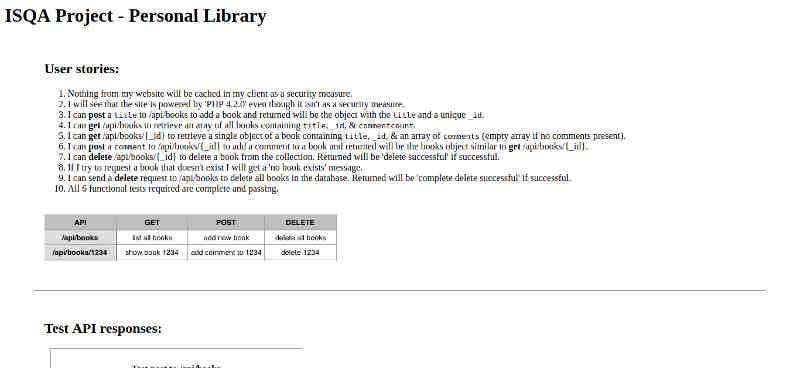 ISQA Project - Personal Library
User stories:
1. Nothing from my website will be cached in my client as a security measure.
2. I will see that the site is powered by 'PHP 4.2.0' even though it isn't as a security measure.
3. I can post a title to /api/books to add a book and returned will be the object with the title and a unique _id.
4. I can get /api/books to retrieve an aray of all books containing title, _id, & commentcount.
5. I can get /api/books/{_id} to retrieve a single object of a book containing title, _id, & an array of comments (empty array if no comments present).
6. I can post a comment to /api/books/{_id} to add a comment to a book and returned will be the books object similar to get /apir/books/{_id}.
7. I can delete /api/books/{_id} to delete a book from the collection. Returned will be 'delete successful' if successful.
8. If I try to request a book that doesn't exist I will get a 'no book exists' message.
9. I can send a delete request to /api/books to delete all books in the database. Returned will be 'complete delete successful' if successful.
10. All 6 functional tests required are complete and passing.
API GET POST DELETE
/api/books list all books add new book delete all books
/api/books/1234 show book 1234 add comment to 1234 delete 1234
Test API responses: